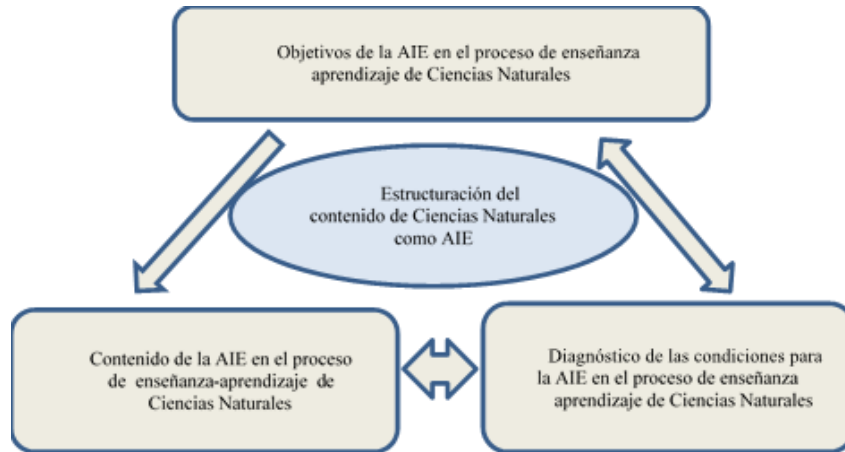 Objetivos de la AIE en el proceso de enseñanza
aprendizaje de Ciencias Naturales
Estructuración del
contenido de Ciencias Naturales
como AIE
Contenido de la AIE en el proceso
de enseñanza-aprendizaje de
Ciencias Naturales
Diagnóstico de las condiciones para
la AIE en el proceso de enseñanza
aprendizaje de Ciencias Naturales